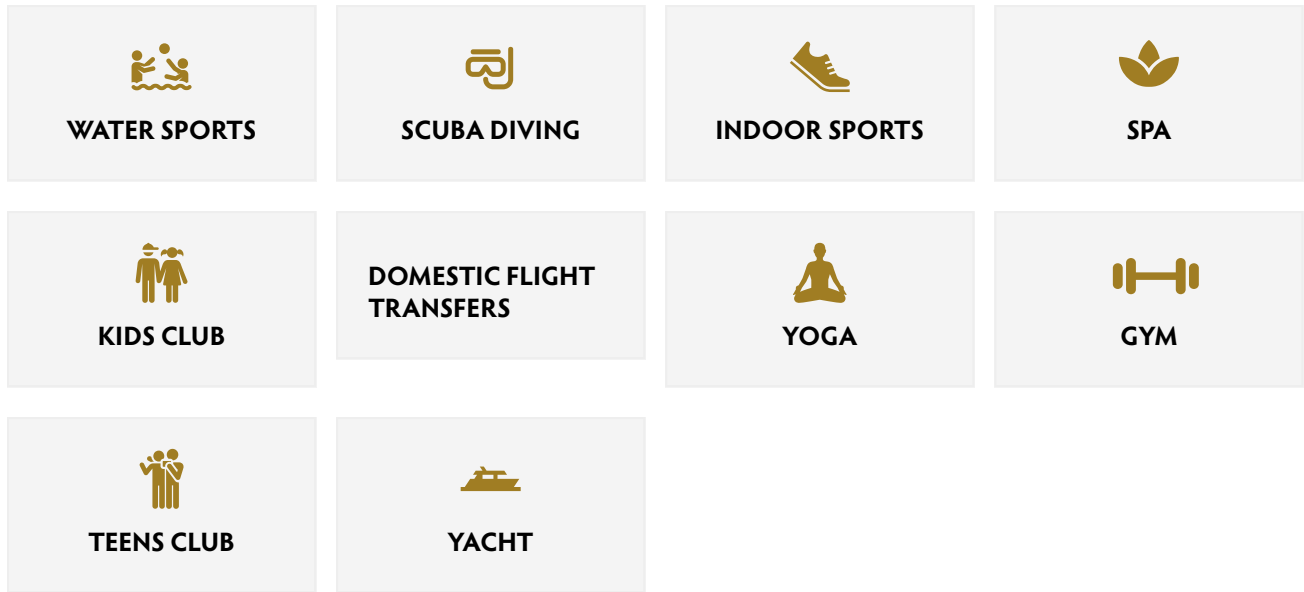 WATER SPORTS
SCUBA DIVING
INDOOR SPORTS
SPA
KIDS CLUB
DOMESTIC FLIGHT
TRANSFERS
YOGA
GYM
TEENS CLUB
YACHT